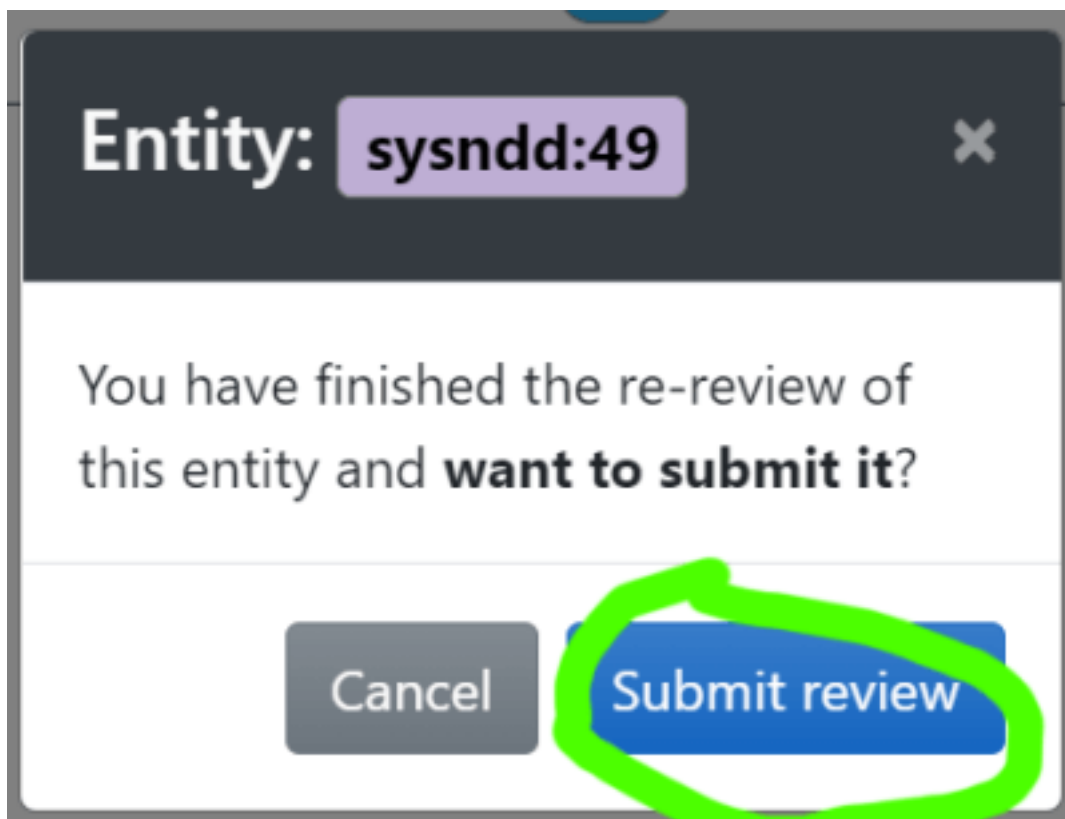 Entity: sysndd:49
You have finished the re-review of
this entity and want to submit it?
Cancel Submit review